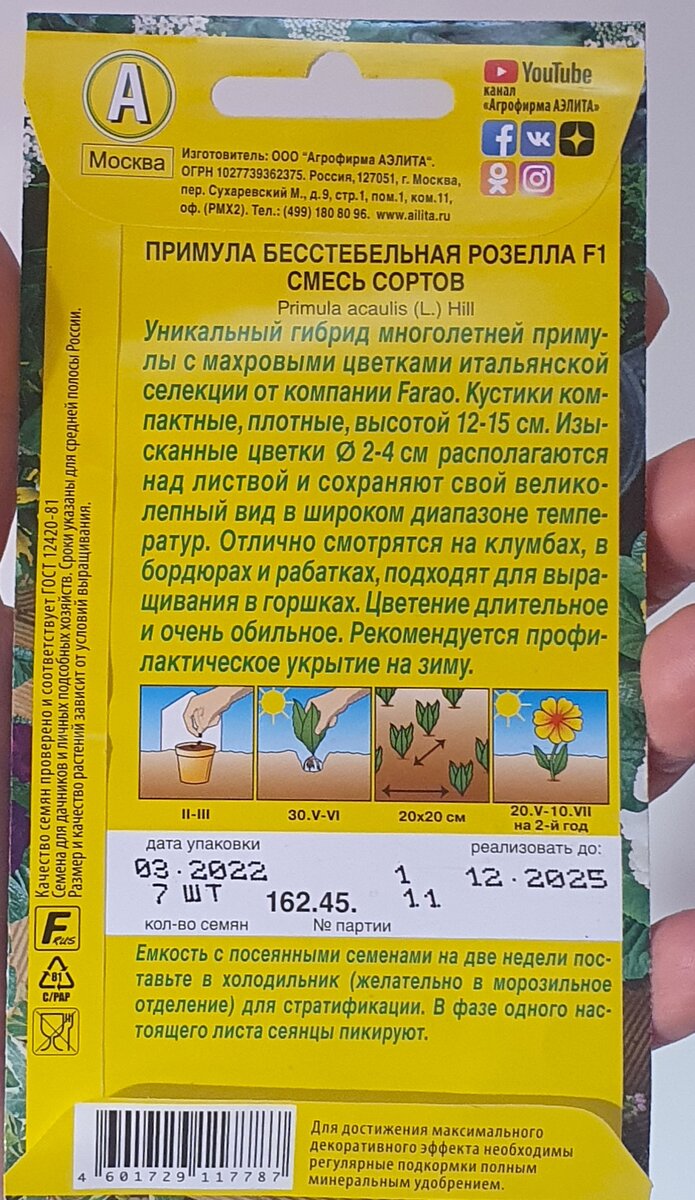 А
Москва
Изготовитель: ООО "Агрофирма АЭЛИТА".
ОГРН 1027739362375. Россия, 127051, г. Москва,
пер. Сухаревский М., д.9, стр.1, пом.1, ком.11,
оф. (РМХ2). Тел.: (499) 180 80 96. www.ailita.ru
YouTube
канал
«Агрофирма АЭЛИТА»
ПРИМУЛА БЕССТЕБЕЛЬНАЯ РОЗЕЛЛА F1
СМЕСЬ СОРТОВ
Primula acaulis (L.) Hill
Уникальный гибрид многолетней приму-
лы с махровыми цветками итальянской
селекции от компании Farao. Кустики ком-
пактные, плотные, высотой 12-15 см. Изы-
сканные цветки Ø 2-4 см располагаются
над листвой и сохраняют свой велико-
лепный вид в широком диапазоне темпе-
ратур. Отлично смотрятся на клумбах, в
бордюрах и рабатках, подходят для выра-
щивания в горшках. Цветение длительное
и очень обильное. Рекомендуется профи-
лактическое укрытие на зиму.
Качество семян проверено и соответствует ГОСТ 12420-81
Семена для дачников и личных подсобных хозяйств. Сроки указаны для средней полосы России.
Размер и качество растений зависит от условий выращивания.
II-III
30.V-VI
20х20 см
20.V-10.VII
на 2-й год
дата упаковки
реализовать до:
03·2022
1
12·2025
7 ШТ
162.45.
11
кол-во семян
№ партии
F RUS
81
C/PAP
Емкость с посеянными семенами на две недели пос-
тавьте в холодильник (желательно в морозильное
отделение) для стратификации. В фазе одного нас-
тоящего листа сеянцы пикируют.
4 601729 117787
Для достижения максимального
декоративного эффекта необходимы
регулярные подкормки полным
минеральным удобрением.